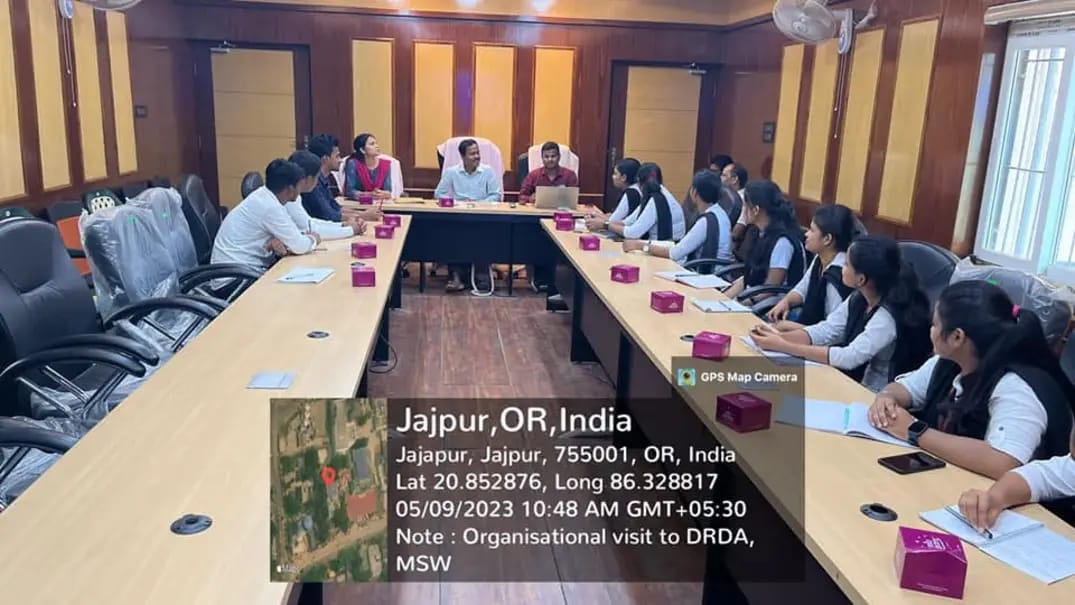 GPS Map Camera
Jajpur,OR,India
Jajapur, Jajpur, 755001, OR, India
Lat 20.852876, Long 86.328817
05/09/2023 10:48 AM GMT+05:30
Note : Organisational visit to DRDA,
MSW